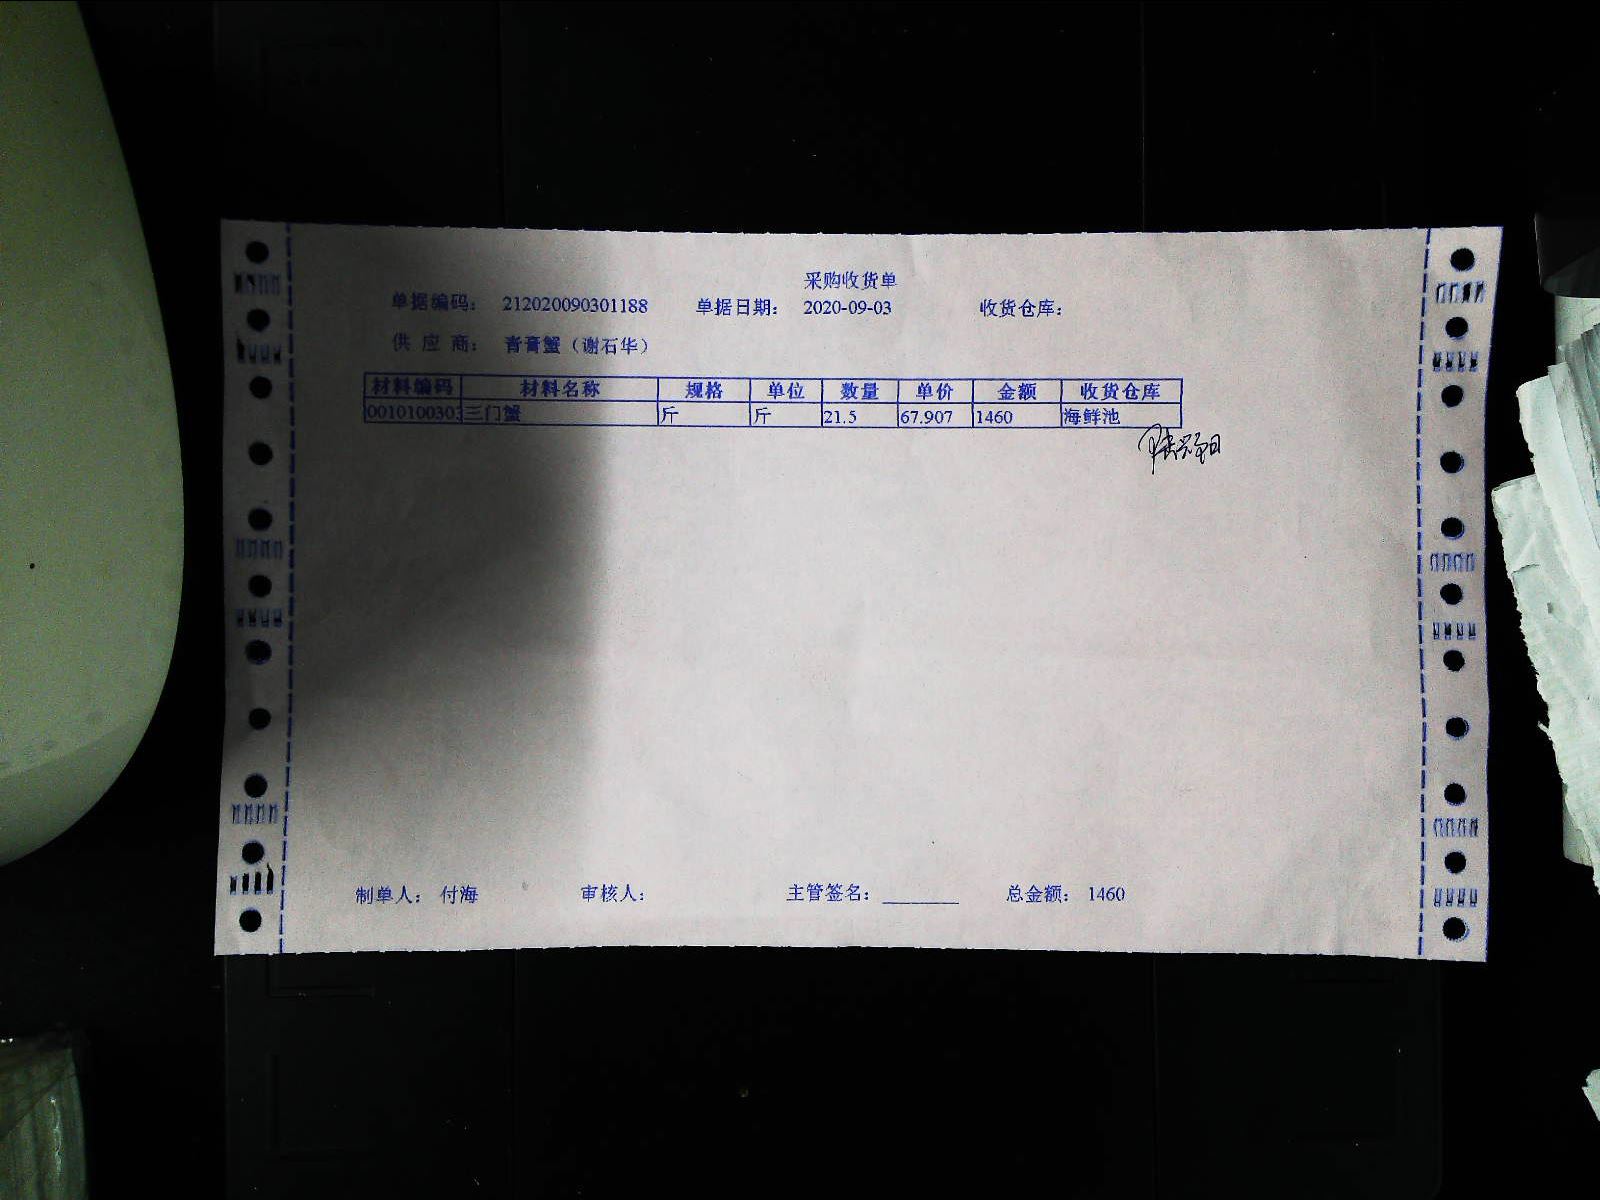 采购收货单
单据编码： 212020090301188 单据日期： 2020-09-03 收货仓库：
供 应 商： 青膏蟹（谢石华）
材料编码 材料名称 规格 单位 数量 单价 金额 收货仓库
0010100303 三门蟹 斤 斤 21.5 67.907 1460 海鲜池
制单人： 付海 审核人： 主管签名： 总金额： 1460